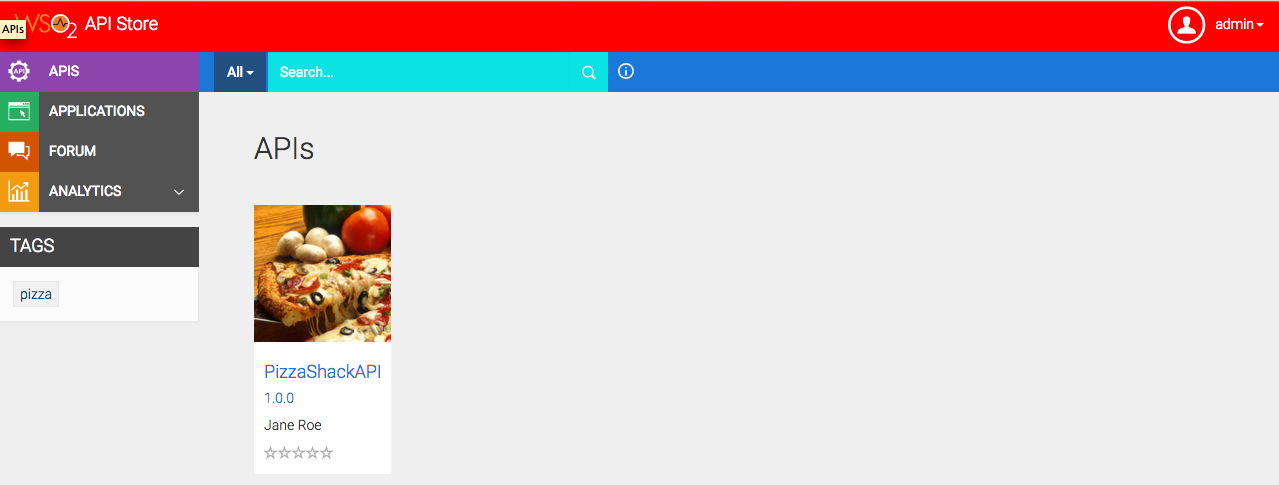 WSO2 API Store
admin
APIs
APIS
All
Search...
APPLICATIONS
FORUM
ANALYTICS
TAGS
pizza
APIs
PizzaShackAPI
1.0.0
Jane Roe